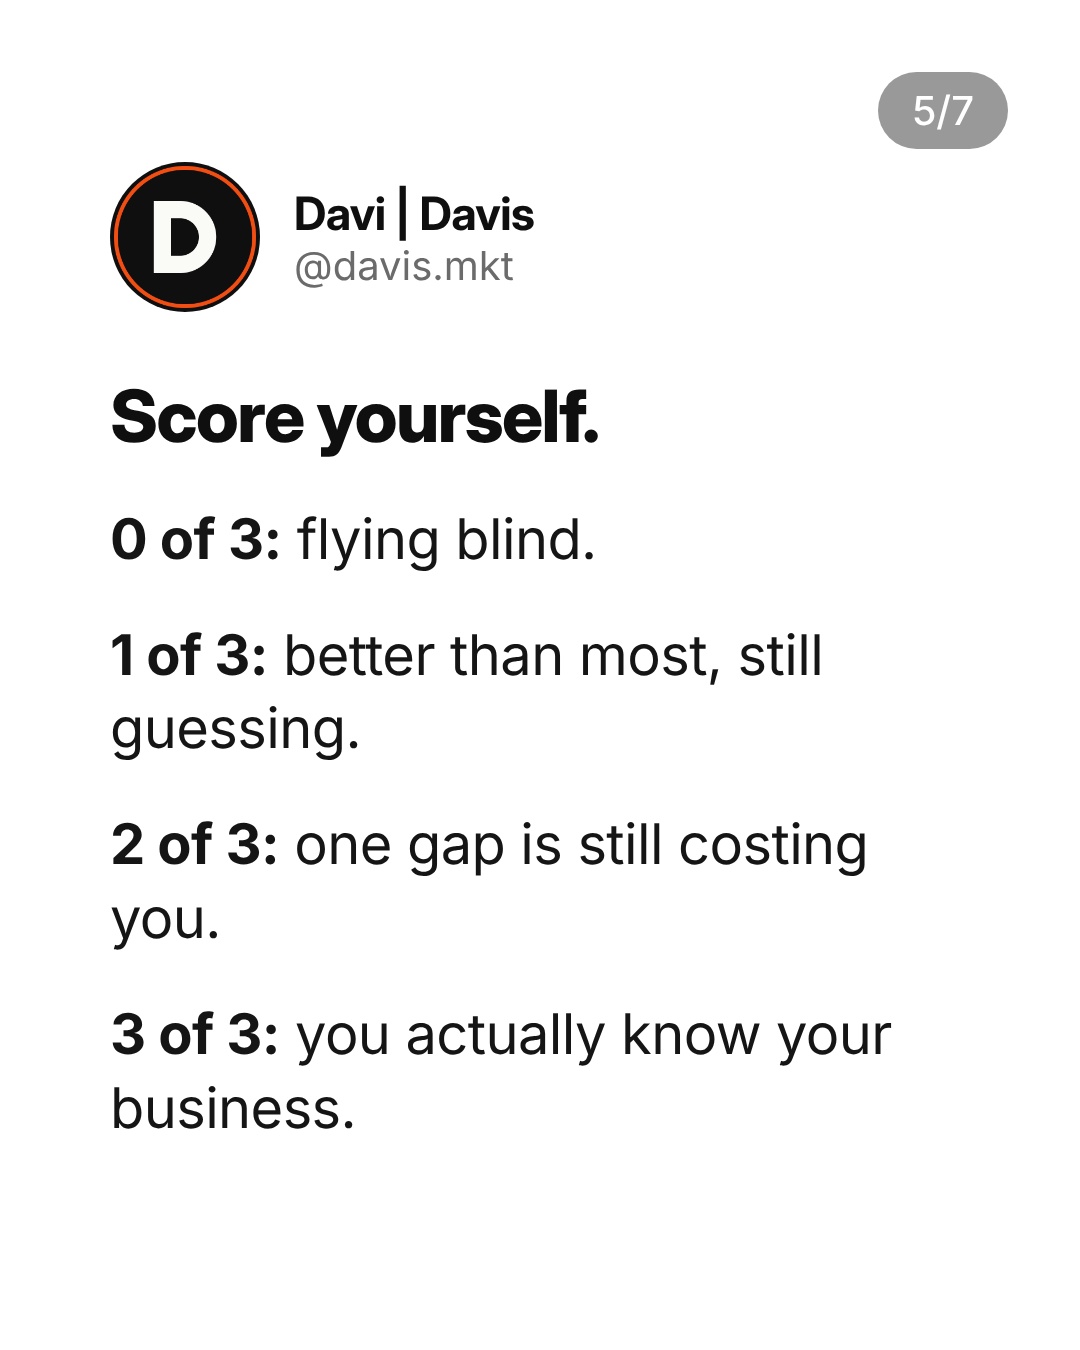 5/7
D
Davi | Davis
@davis.mkt
Score yourself.
0 of 3: flying blind.
1 of 3: better than most, still
guessing.
2 of 3: one gap is still costing
you.
3 of 3: you actually know your
business.